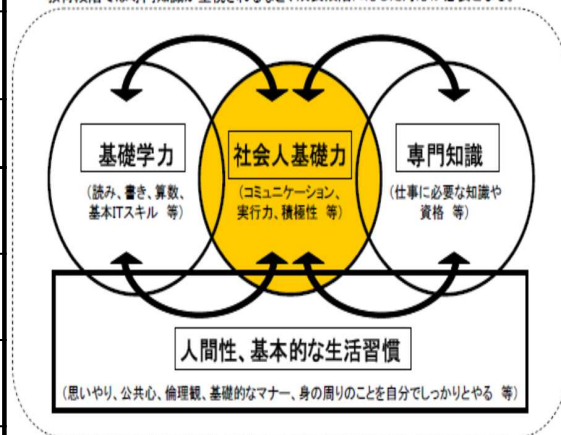 基礎学力
社会人基礎力
専門知識
(読み、書き、算数、
基本ITスキル 等)
(コミュニケーション、
実行力、積極性 等)
(仕事に必要な知識や
資格 等)
人間性、基本的な生活習慣
(思いやり、公共心、倫理観、基礎的なマナー、身の周りのことを自分でしっかりとやる 等)